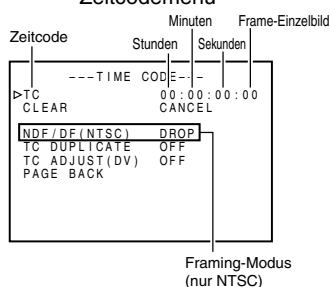 Zeitcodemenü
Minuten Frame-Einzelbild
Zeitcode
Stunden Sekunden
---TIME CODE---
TC 00:00:00:00
CLEAR CANCEL
NDF/DF(NTSC) DROP
TC DUPLICATE OFF
TC ADJUST(DV) OFF
PAGE BACK
Framing-Modus
(nur NTSC)